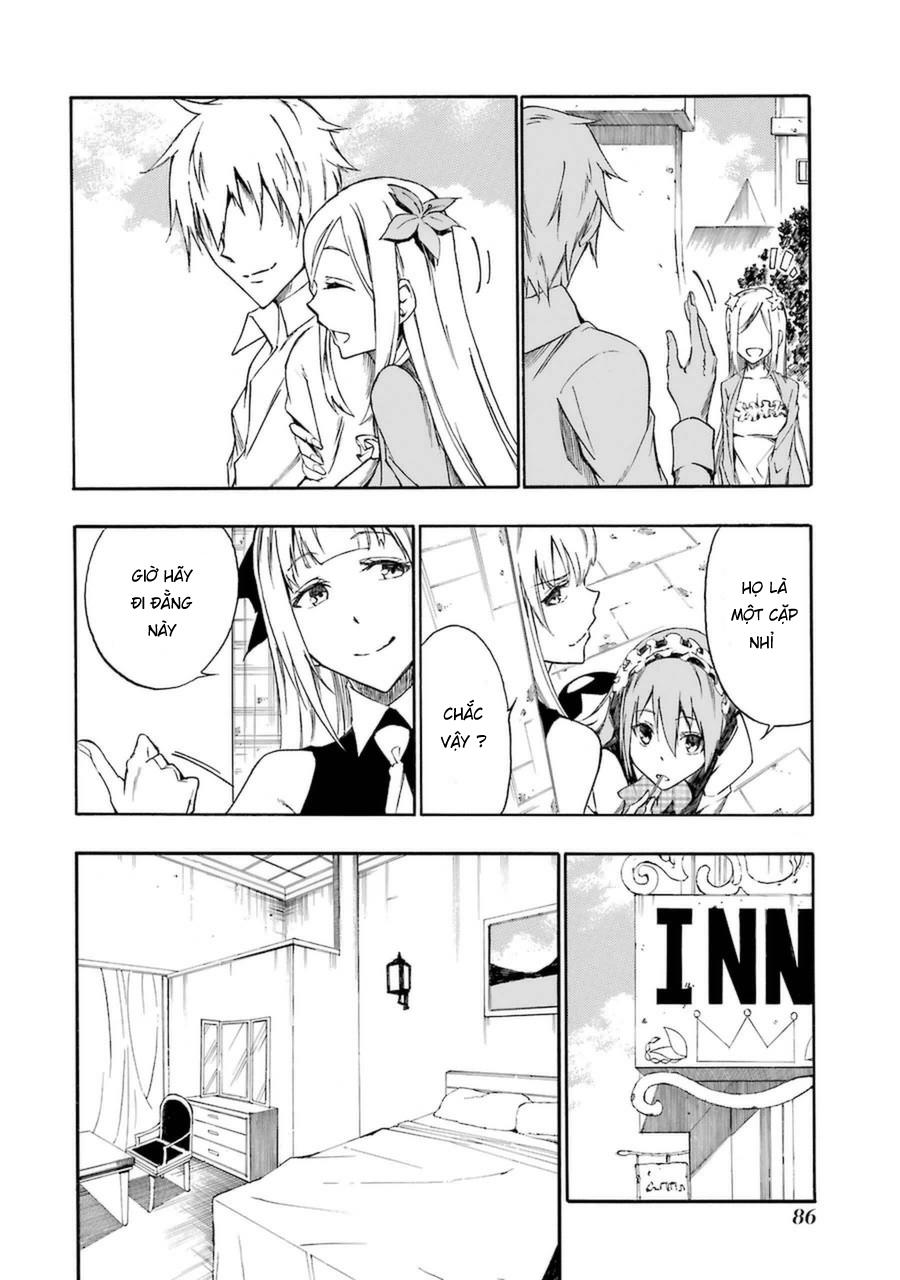 HỌ LÀ
MỘT CẶP
NHỈ
CHẮC
VẬY ?
GIỜ HÃY
ĐI ĐẰNG
NÀY
INN
86